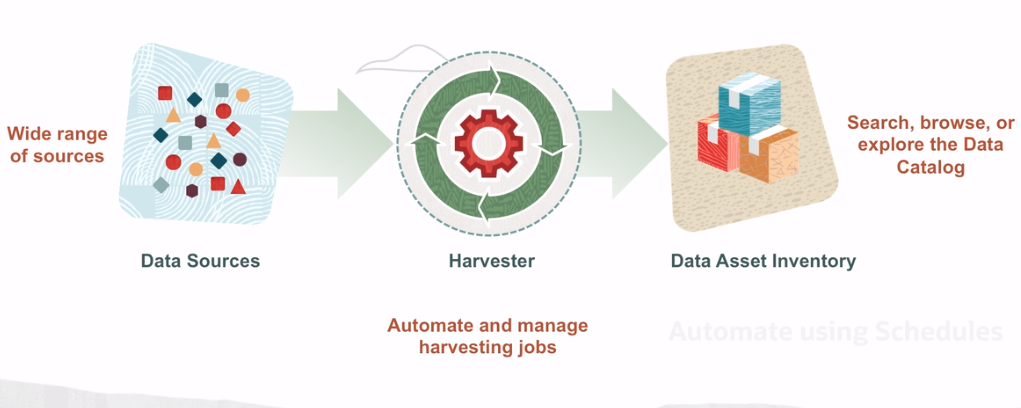 Wide range
of sources
Search, browse, or
explore the Data
Catalog
Data Sources
Harvester
Data Asset Inventory
Automate and manage
harvesting jobs
Automate using Schedules